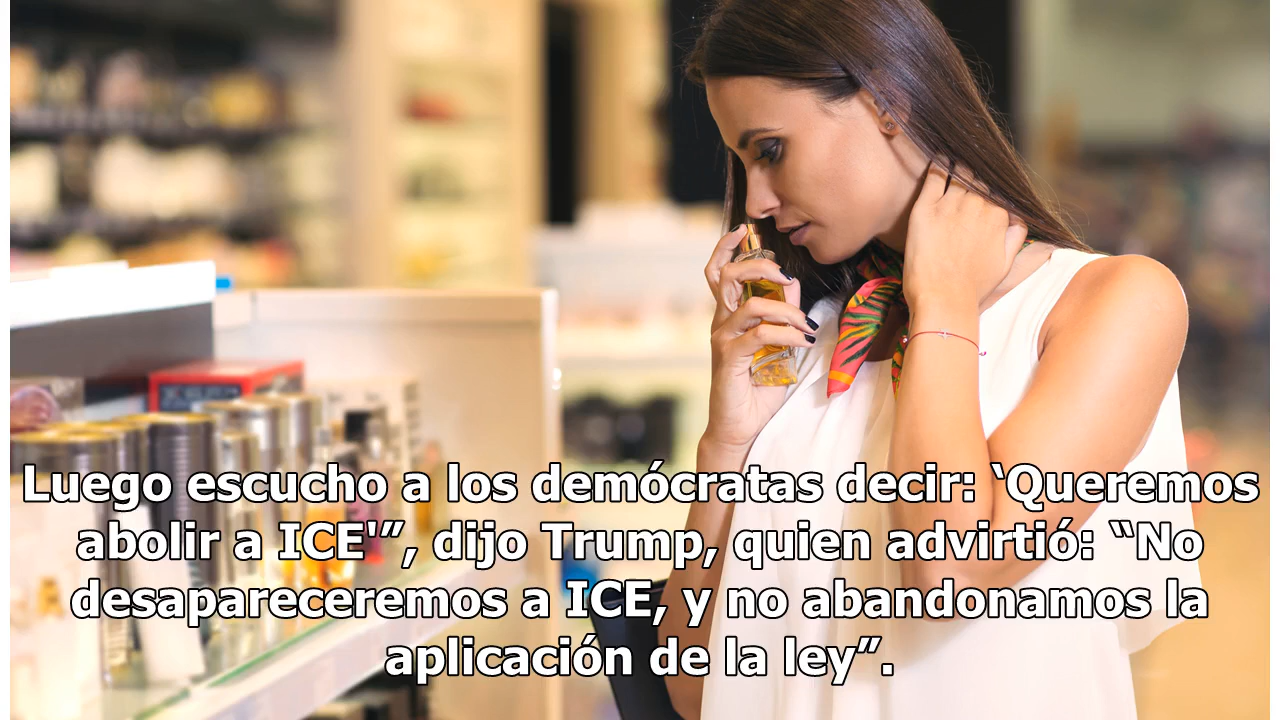 Luego escucho a los demócratas decir: ‘Queremos
abolir a ICE'”, dijo Trump, quien advirtió: “No
desapareceremos a ICE, y no abandonamos la
aplicación de la ley”.